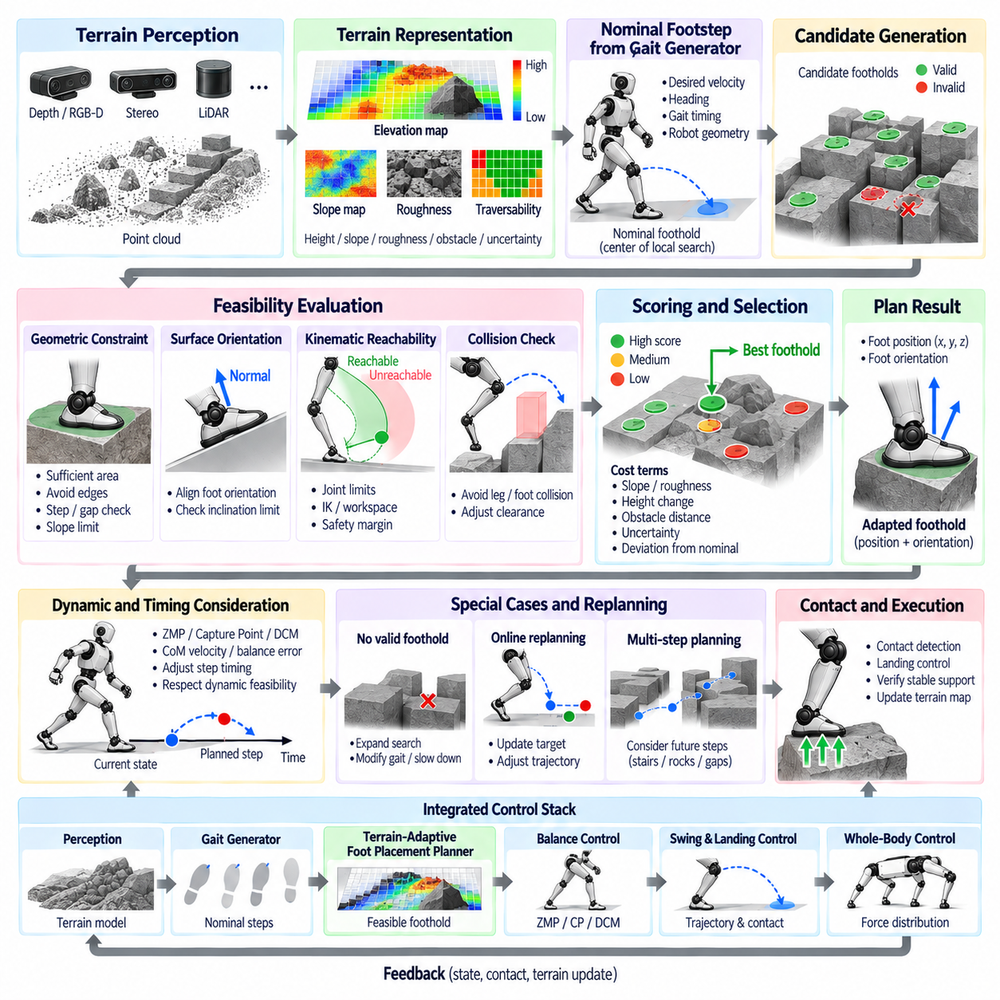 Terrain Perception
Depth / RGB-D
Stereo
LiDAR
...
Point cloud
Terrain Representation
High
Low
Elevation map
Slope map
Roughness
Traversability
Height / slope / roughness / obstacle / uncertainty
Nominal Footstep
from Gait Generator
• Desired velocity
• Heading
• Gait timing
• Robot geometry
Nominal foothold
(center of local search)
Candidate Generation
Candidate footholds
Valid
Invalid
Feasibility Evaluation
Geometric Constraint
• Sufficient area
• Avoid edges
• Step / gap check
• Slope limit
Surface Orientation
Normal
• Align foot orientation
• Check inclination limit
Kinematic Reachability
Reachable
Unreachable
• Joint limits
• IK / workspace
• Safety margin
Collision Check
• Avoid leg / foot collision
• Adjust clearance
Scoring and Selection
High score
Medium
Low
Best foothold
Cost terms
• Slope / roughness
• Height change
• Obstacle distance
• Uncertainty
• Deviation from nominal
Plan Result
• Foot position (x, y, z)
• Foot orientation
Adapted foothold
(position + orientation)
Dynamic and Timing Consideration
• ZMP / Capture Point / DCM
• CoM velocity / balance error
• Adjust step timing
• Respect dynamic feasibility
Current state
Planned step
Time
Special Cases and Replanning
No valid foothold
• Expand search
• Modify gait / slow down
Online replanning
• Update target
• Adjust trajectory
Multi-step planning
Consider future steps
(stairs / rocks / gaps)
Contact and Execution
• Contact detection
• Landing control
• Verify stable support
• Update terrain map
Integrated Control Stack
Perception
Terrain model
Gait Generator
Nominal steps
Terrain-Adaptive
Foot Placement Planner
Feasible foothold
Balance Control
ZMP / CP / DCM
Swing & Landing Control
Trajectory & contact
Whole-Body Control
Force distribution
Feedback (state, contact, terrain update)